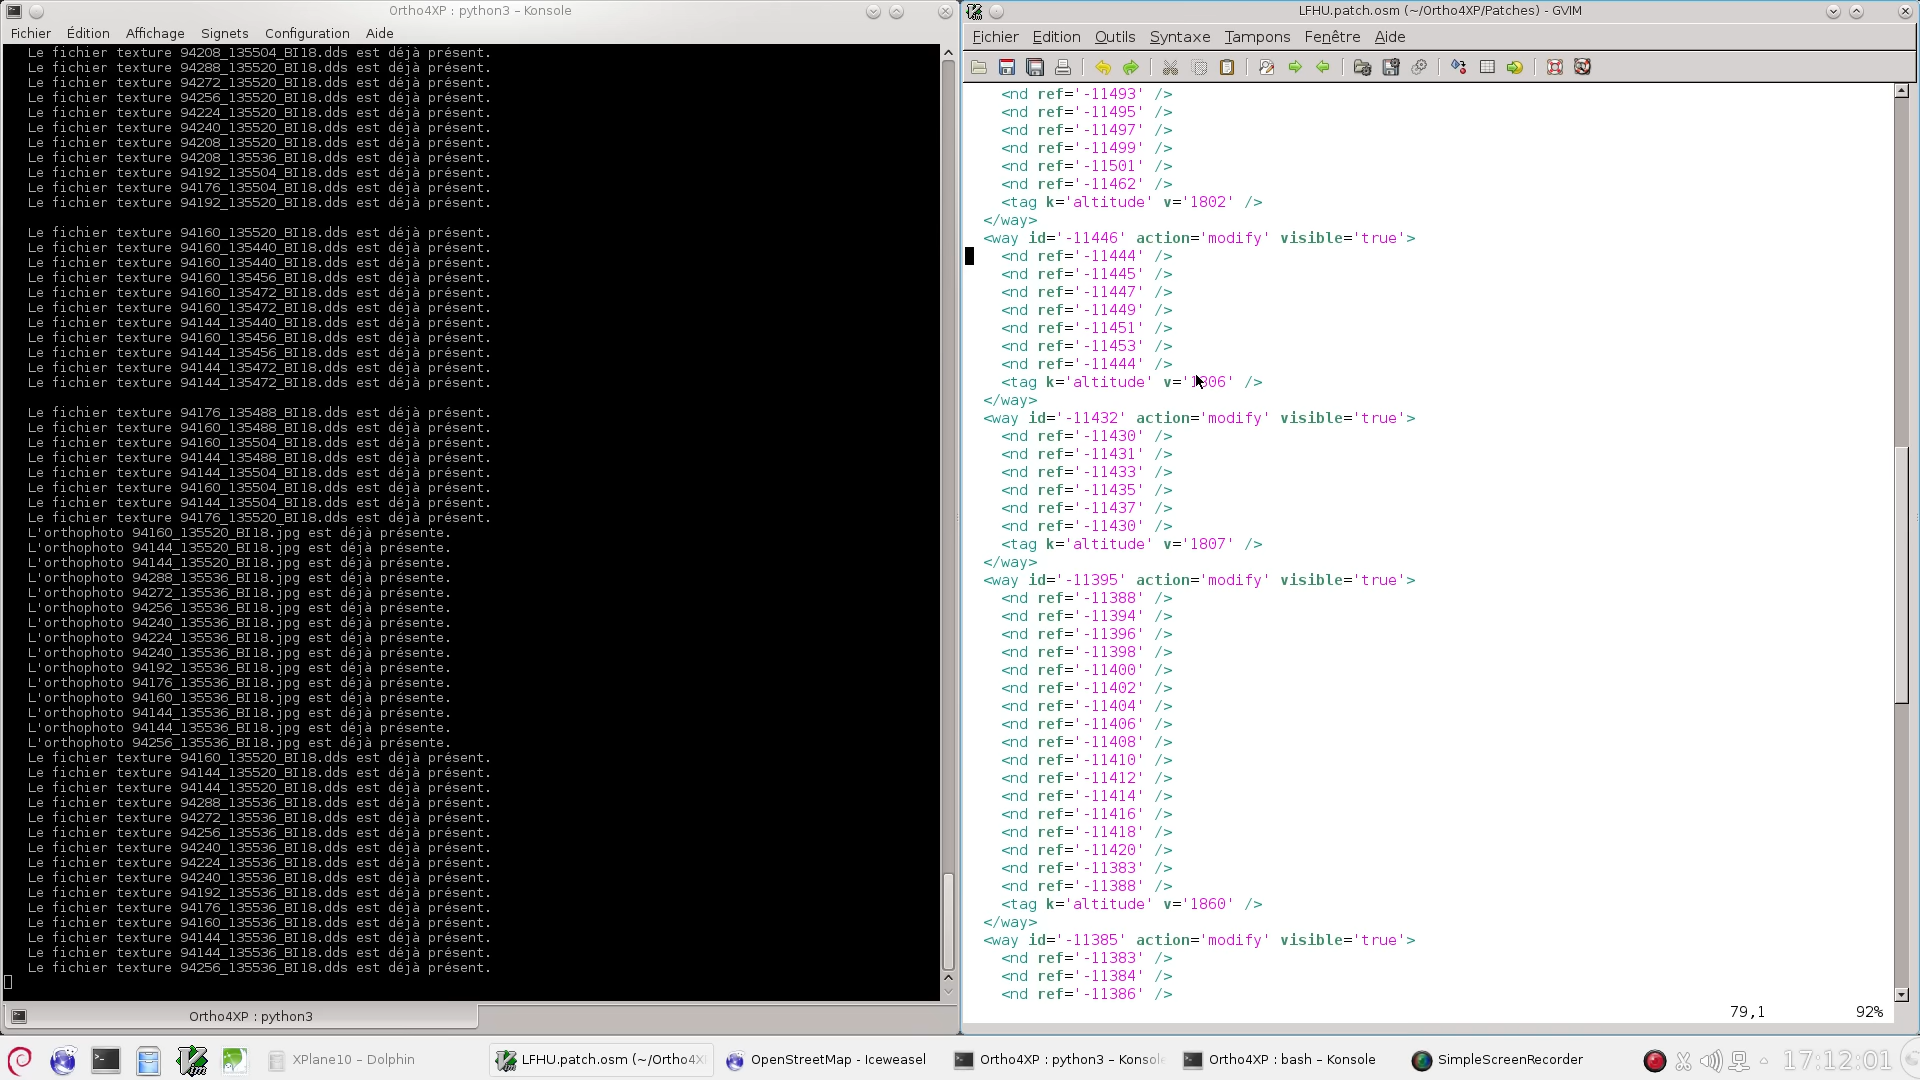 Ortho4XP : python3 – Konsole
Fichier Édition Affichage Signets Configuration Aide
Le fichier texture 94208_135504_BI18.dds est déjà présent.
Le fichier texture 94288_135520_BI18.dds est déjà présent.
Le fichier texture 94272_135520_BI18.dds est déjà présent.
Le fichier texture 94256_135520_BI18.dds est déjà présent.
Le fichier texture 94224_135520_BI18.dds est déjà présent.
Le fichier texture 94240_135520_BI18.dds est déjà présent.
Le fichier texture 94208_135520_BI18.dds est déjà présent.
Le fichier texture 94208_135536_BI18.dds est déjà présent.
Le fichier texture 94192_135504_BI18.dds est déjà présent.
Le fichier texture 94176_135504_BI18.dds est déjà présent.
Le fichier texture 94192_135520_BI18.dds est déjà présent.
Le fichier texture 94160_135520_BI18.dds est déjà présent.
Le fichier texture 94160_135440_BI18.dds est déjà présent.
Le fichier texture 94160_135440_BI18.dds est déjà présent.
Le fichier texture 94160_135456_BI18.dds est déjà présent.
Le fichier texture 94160_135472_BI18.dds est déjà présent.
Le fichier texture 94160_135472_BI18.dds est déjà présent.
Le fichier texture 94144_135440_BI18.dds est déjà présent.
Le fichier texture 94160_135456_BI18.dds est déjà présent.
Le fichier texture 94144_135456_BI18.dds est déjà présent.
Le fichier texture 94144_135472_BI18.dds est déjà présent.
Le fichier texture 94144_135472_BI18.dds est déjà présent.
Le fichier texture 94176_135488_BI18.dds est déjà présent.
Le fichier texture 94160_135488_BI18.dds est déjà présent.
Le fichier texture 94160_135504_BI18.dds est déjà présent.
Le fichier texture 94144_135488_BI18.dds est déjà présent.
Le fichier texture 94144_135504_BI18.dds est déjà présent.
Le fichier texture 94160_135504_BI18.dds est déjà présent.
Le fichier texture 94144_135504_BI18.dds est déjà présent.
Le fichier texture 94176_135520_BI18.dds est déjà présent.
L'orthophoto 94160_135520_BI18.jpg est déjà présente.
L'orthophoto 94144_135520_BI18.jpg est déjà présente.
L'orthophoto 94144_135520_BI18.jpg est déjà présente.
L'orthophoto 94288_135536_BI18.jpg est déjà présente.
L'orthophoto 94272_135536_BI18.jpg est déjà présente.
L'orthophoto 94256_135536_BI18.jpg est déjà présente.
L'orthophoto 94240_135536_BI18.jpg est déjà présente.
L'orthophoto 94224_135536_BI18.jpg est déjà présente.
L'orthophoto 94240_135536_BI18.jpg est déjà présente.
L'orthophoto 94192_135536_BI18.jpg est déjà présente.
L'orthophoto 94176_135536_BI18.jpg est déjà présente.
L'orthophoto 94160_135536_BI18.jpg est déjà présente.
L'orthophoto 94144_135536_BI18.jpg est déjà présente.
L'orthophoto 94144_135536_BI18.jpg est déjà présente.
L'orthophoto 94256_135536_BI18.jpg est déjà présente.
Le fichier texture 94160_135520_BI18.dds est déjà présent.
Le fichier texture 94144_135520_BI18.dds est déjà présent.
Le fichier texture 94144_135520_BI18.dds est déjà présent.
Le fichier texture 94288_135536_BI18.dds est déjà présent.
Le fichier texture 94272_135536_BI18.dds est déjà présent.
Le fichier texture 94256_135536_BI18.dds est déjà présent.
Le fichier texture 94240_135536_BI18.dds est déjà présent.
Le fichier texture 94224_135536_BI18.dds est déjà présent.
Le fichier texture 94240_135536_BI18.dds est déjà présent.
Le fichier texture 94192_135536_BI18.dds est déjà présent.
Le fichier texture 94176_135536_BI18.dds est déjà présent.
Le fichier texture 94160_135536_BI18.dds est déjà présent.
Le fichier texture 94144_135536_BI18.dds est déjà présent.
Le fichier texture 94144_135536_BI18.dds est déjà présent.
Le fichier texture 94256_135536_BI18.dds est déjà présent.
Ortho4XP : python3
LFHU.patch.osm (~/Ortho4XP/Patches) - GVIM
Fichier Edition Outils Syntaxe Tampons Fenêtre Aide
<nd ref='-11493' />
<nd ref='-11495' />
<nd ref='-11497' />
<nd ref='-11499' />
<nd ref='-11501' />
<nd ref='-11462' />
<tag k='altitude' v='1802' />
</way>
<way id='-11446' action='modify' visible='true'>
<nd ref='-11444' />
<nd ref='-11445' />
<nd ref='-11447' />
<nd ref='-11449' />
<nd ref='-11451' />
<nd ref='-11453' />
<nd ref='-11444' />
<tag k='altitude' v='1806' />
</way>
<way id='-11432' action='modify' visible='true'>
<nd ref='-11430' />
<nd ref='-11431' />
<nd ref='-11433' />
<nd ref='-11435' />
<nd ref='-11437' />
<nd ref='-11430' />
<tag k='altitude' v='1807' />
</way>
<way id='-11395' action='modify' visible='true'>
<nd ref='-11388' />
<nd ref='-11394' />
<nd ref='-11396' />
<nd ref='-11398' />
<nd ref='-11400' />
<nd ref='-11402' />
<nd ref='-11404' />
<nd ref='-11406' />
<nd ref='-11408' />
<nd ref='-11410' />
<nd ref='-11412' />
<nd ref='-11414' />
<nd ref='-11416' />
<nd ref='-11418' />
<nd ref='-11420' />
<nd ref='-11383' />
<nd ref='-11388' />
<tag k='altitude' v='1860' />
</way>
<way id='-11385' action='modify' visible='true'>
<nd ref='-11383' />
<nd ref='-11384' />
<nd ref='-11386' />
79,1 92%
XPlane10 – Dolphin LFHU.patch.osm (~/Ortho4X OpenStreetMap - Iceweasel Ortho4XP : python3 – Konsole Ortho4XP : bash – Konsole SimpleScreenRecorder 17:12:01